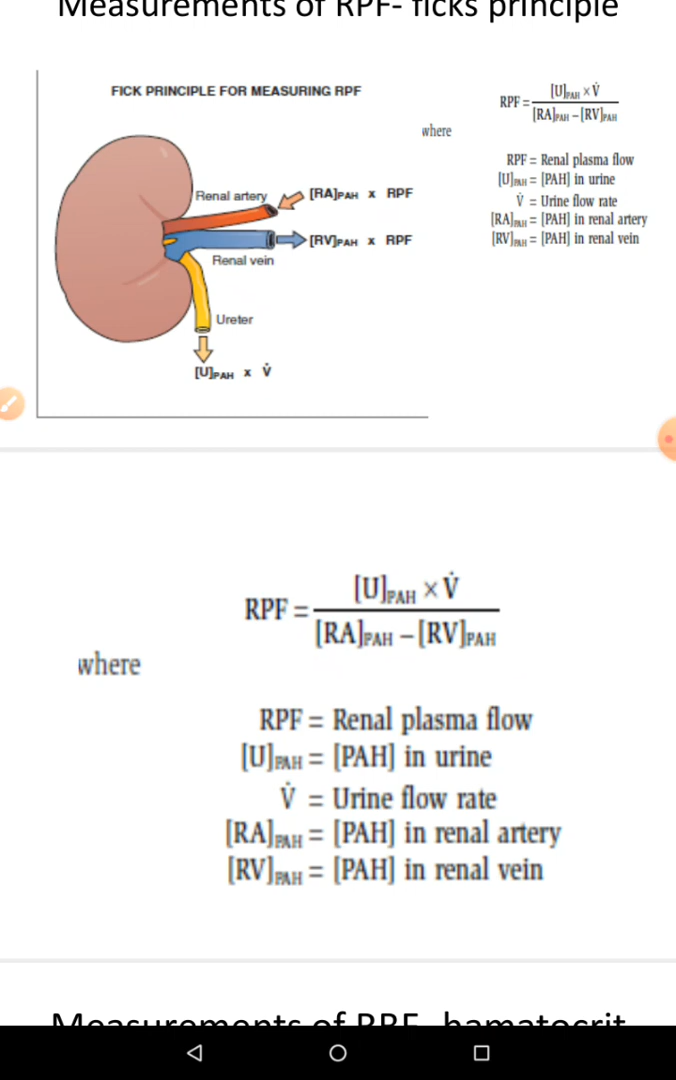 Measurements of RPF- ficks principle
FICK PRINCIPLE FOR MEASURING RPF
Renal artery
[RA]PAH x RPF
[RV]PAH x RPF
Renal vein
Ureter
[U]PAH x V̇
RPF = [U]PAH × V̇ / [RA]PAH – [RV]PAH
where
RPF = Renal plasma flow
[U]PAH = [PAH] in urine
V̇ = Urine flow rate
[RA]PAH = [PAH] in renal artery
[RV]PAH = [PAH] in renal vein
RPF = [U]PAH × V̇ / [RA]PAH – [RV]PAH
where
RPF = Renal plasma flow
[U]PAH = [PAH] in urine
V̇ = Urine flow rate
[RA]PAH = [PAH] in renal artery
[RV]PAH = [PAH] in renal vein
Measurements of RBF- hematocrit